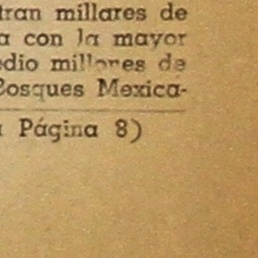 tran millares de
a con la mayor
edio millones de
Bosques Mexica-
a Página 8)